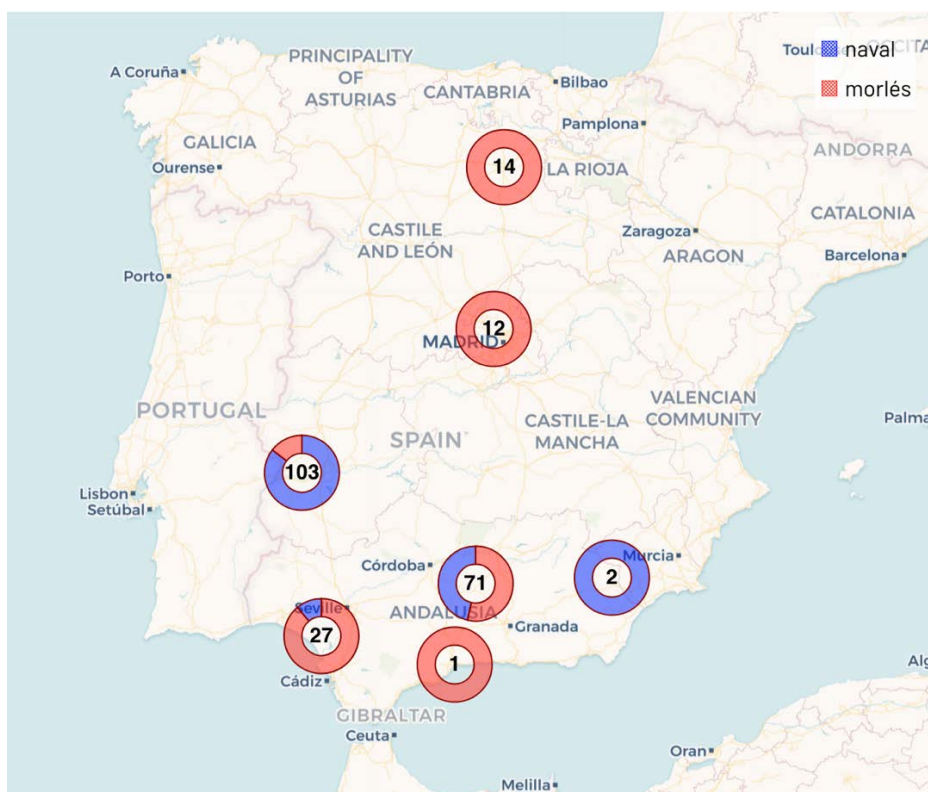 PRINCIPALITY
OF
ASTURIAS
A Coruña
CANTABRIA
Bilbao
naval
morlés
Pamplona
GALICIA
Ourense
14
LA RIOJA
ANDORRA
CATALONIA
CASTILE
AND LEÓN
Zaragoza
ARAGON
Barcelona
Porto
12
MADRID
PORTUGAL
SPAIN
CASTILE-LA
MANCHA
VALENCIAN
COMMUNITY
Palma
103
Lisbon
Setúbal
Córdoba
71
2
Murcia
Seville
ANDALUSIA
Granada
27
1
Cádiz
GIBRALTAR
Ceuta
Oran
Melilla